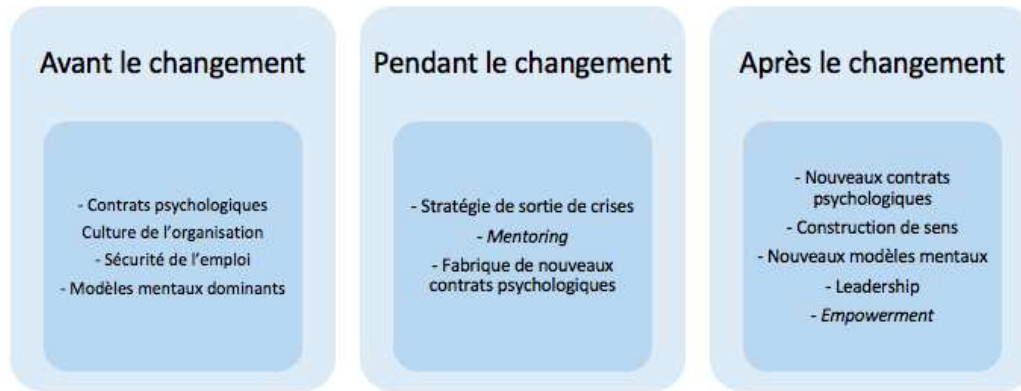 Avant le changement
- Contrats psychologiques
Culture de l'organisation
- Sécurité de l'emploi
- Modèles mentaux dominants
Pendant le changement
- Stratégie de sortie de crises
- Mentoring
- Fabrique de nouveaux
contrats psychologiques
Après le changement
- Nouveaux contrats
psychologiques
- Construction de sens
- Nouveaux modèles mentaux
- Leadership
- Empowerment